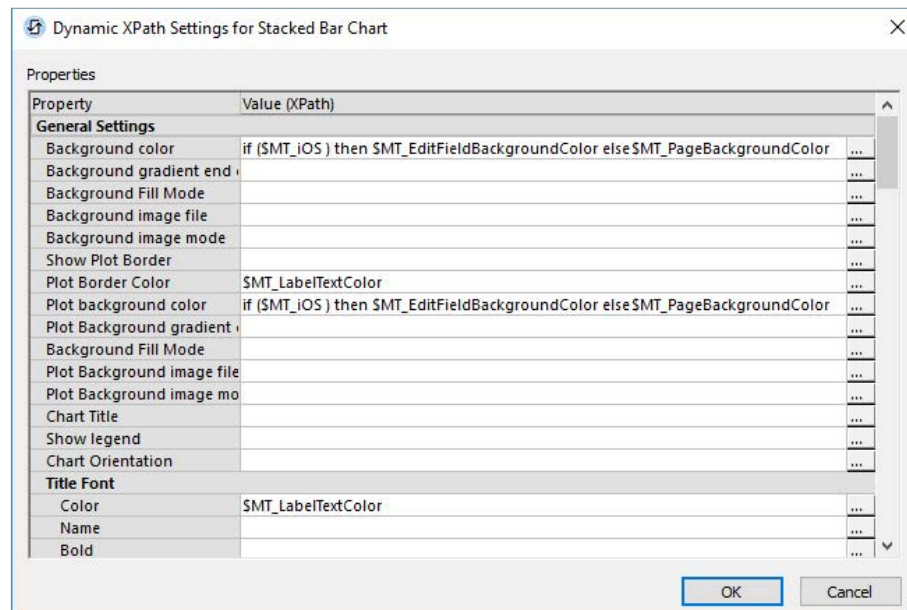 Dynamic XPath Settings for Stacked Bar Chart
Properties
Property Value (XPath)
General Settings
Background color if ($MT_iOS ) then $MT_EditFieldBackgroundColor else$MT_PageBackgroundColor ...
Background gradient end ...
Background Fill Mode ...
Background image file ...
Background image mode ...
Show Plot Border ...
Plot Border Color $MT_LabelTextColor ...
Plot background color if ($MT_iOS ) then $MT_EditFieldBackgroundColor else$MT_PageBackgroundColor ...
Plot Background gradient ...
Background Fill Mode ...
Plot Background image file ...
Plot Background image mo ...
Chart Title ...
Show legend ...
Chart Orientation ...
Title Font
Color $MT_LabelTextColor ...
Name ...
Bold ...
OK Cancel